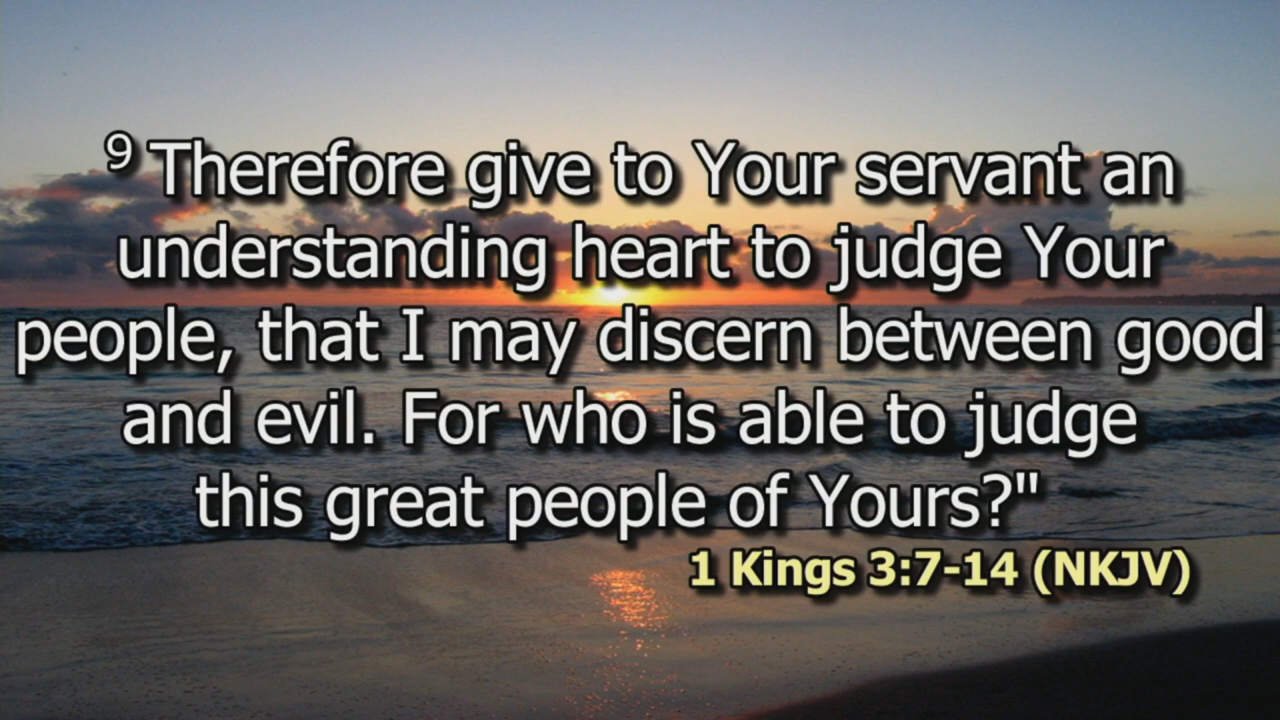 9 Therefore give to Your servant an
understanding heart to judge Your
people, that I may discern between good
and evil. For who is able to judge
this great people of Yours?"
1 Kings 3:7-14 (NKJV)